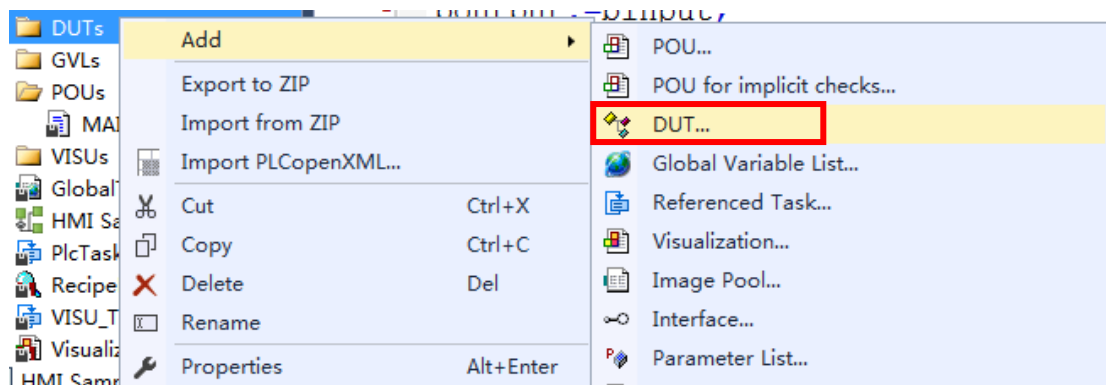 DUTs
GVLs
POUs
MAI
VISUs
Global
HMI Sa
PlcTask
Recipe
VISU_T
Visualiz
HMI Samp
Add
Export to ZIP
Import from ZIP
Import PLCopenXML...
Cut Ctrl+X
Copy Ctrl+C
Delete Del
Rename
Properties Alt+Enter
POU...
POU for implicit checks...
DUT...
Global Variable List...
Referenced Task...
Visualization...
Image Pool...
Interface...
Parameter List...